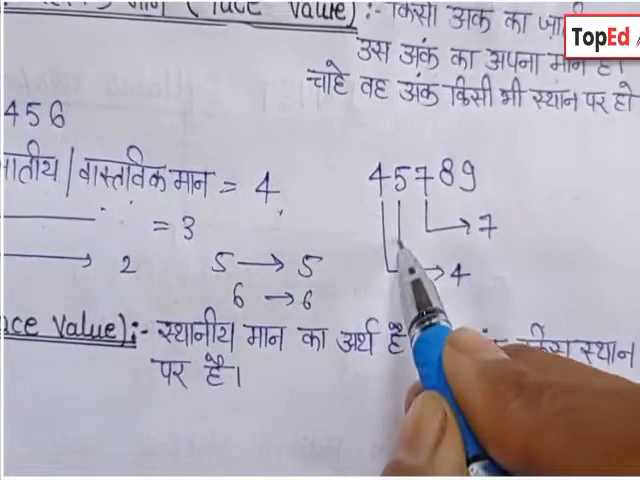 मान (Face Value) :- किसी अंक का
उस अंक का अपना मान है।
चाहे वह अंक किसी भी स्थान पर हो
TopEd
456
जातीय / वास्तविक मान = 4
= 3
2
5 → 5
6 → 6
45789
→ 7
→ 4
Value) :- स्थानीय मान का अर्थ है किस स्थान
पर है।